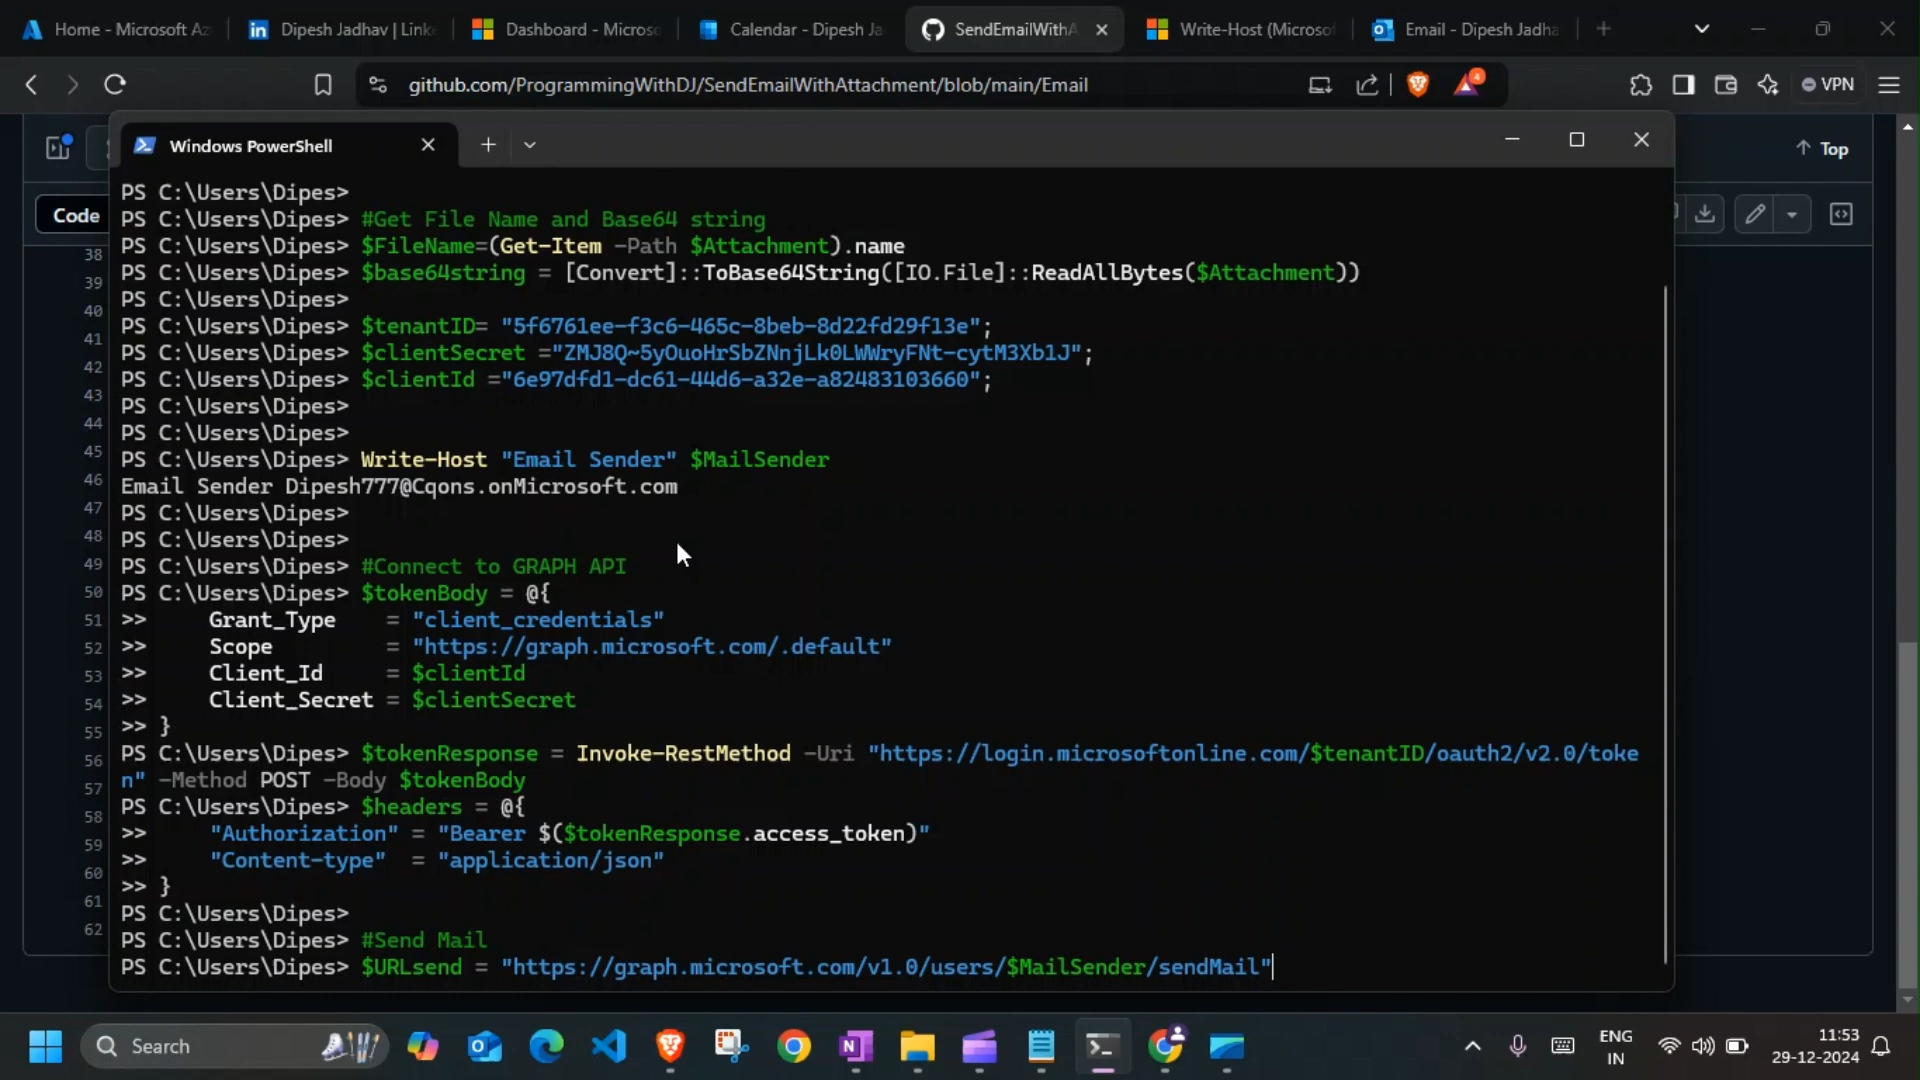 Home - Microsoft Az
Dipesh Jadhav | Linke
Dashboard - Microso
Calendar - Dipesh Ja
SendEmailWithA
Write-Host (Microsof
Email - Dipesh Jadha
github.com/ProgrammingWithDJ/SendEmailWithAttachment/blob/main/Email
4
VPN
Windows PowerShell
Top
Code
38
39
40
41
42
43
44
45
46
47
48
49
50
51
52
53
54
55
56
57
58
59
60
61
62
PS C:\Users\Dipes>
PS C:\Users\Dipes> #Get File Name and Base64 string
PS C:\Users\Dipes> $FileName=(Get-Item -Path $Attachment).name
PS C:\Users\Dipes> $base64string = [Convert]::ToBase64String([IO.File]::ReadAllBytes($Attachment))
PS C:\Users\Dipes>
PS C:\Users\Dipes> $tenantID= "5f6761ee-f3c6-465c-8beb-8d22fd29f13e";
PS C:\Users\Dipes> $clientSecret ="ZMJ8Q~5yOuoHrSbZNnjLk0LWWryFNt-cytM3Xb1J";
PS C:\Users\Dipes> $clientId ="6e97dfd1-dc61-44d6-a32e-a82483103660";
PS C:\Users\Dipes>
PS C:\Users\Dipes>
PS C:\Users\Dipes> Write-Host "Email Sender" $MailSender
Email Sender Dipesh777@Cqons.onMicrosoft.com
PS C:\Users\Dipes>
PS C:\Users\Dipes>
PS C:\Users\Dipes> #Connect to GRAPH API
PS C:\Users\Dipes> $tokenBody = @{
>>     Grant_Type    = "client_credentials"
>>     Scope         = "https://graph.microsoft.com/.default"
>>     Client_Id     = $clientId
>>     Client_Secret = $clientSecret
>> }
PS C:\Users\Dipes> $tokenResponse = Invoke-RestMethod -Uri "https://login.microsoftonline.com/$tenantID/oauth2/v2.0/toke
n" -Method POST -Body $tokenBody
PS C:\Users\Dipes> $headers = @{
>>     "Authorization" = "Bearer $($tokenResponse.access_token)"
>>     "Content-type"  = "application/json"
>> }
PS C:\Users\Dipes>
PS C:\Users\Dipes> #Send Mail
PS C:\Users\Dipes> $URLsend = "https://graph.microsoft.com/v1.0/users/$MailSender/sendMail"
Search
ENG
IN
11:53
29-12-2024